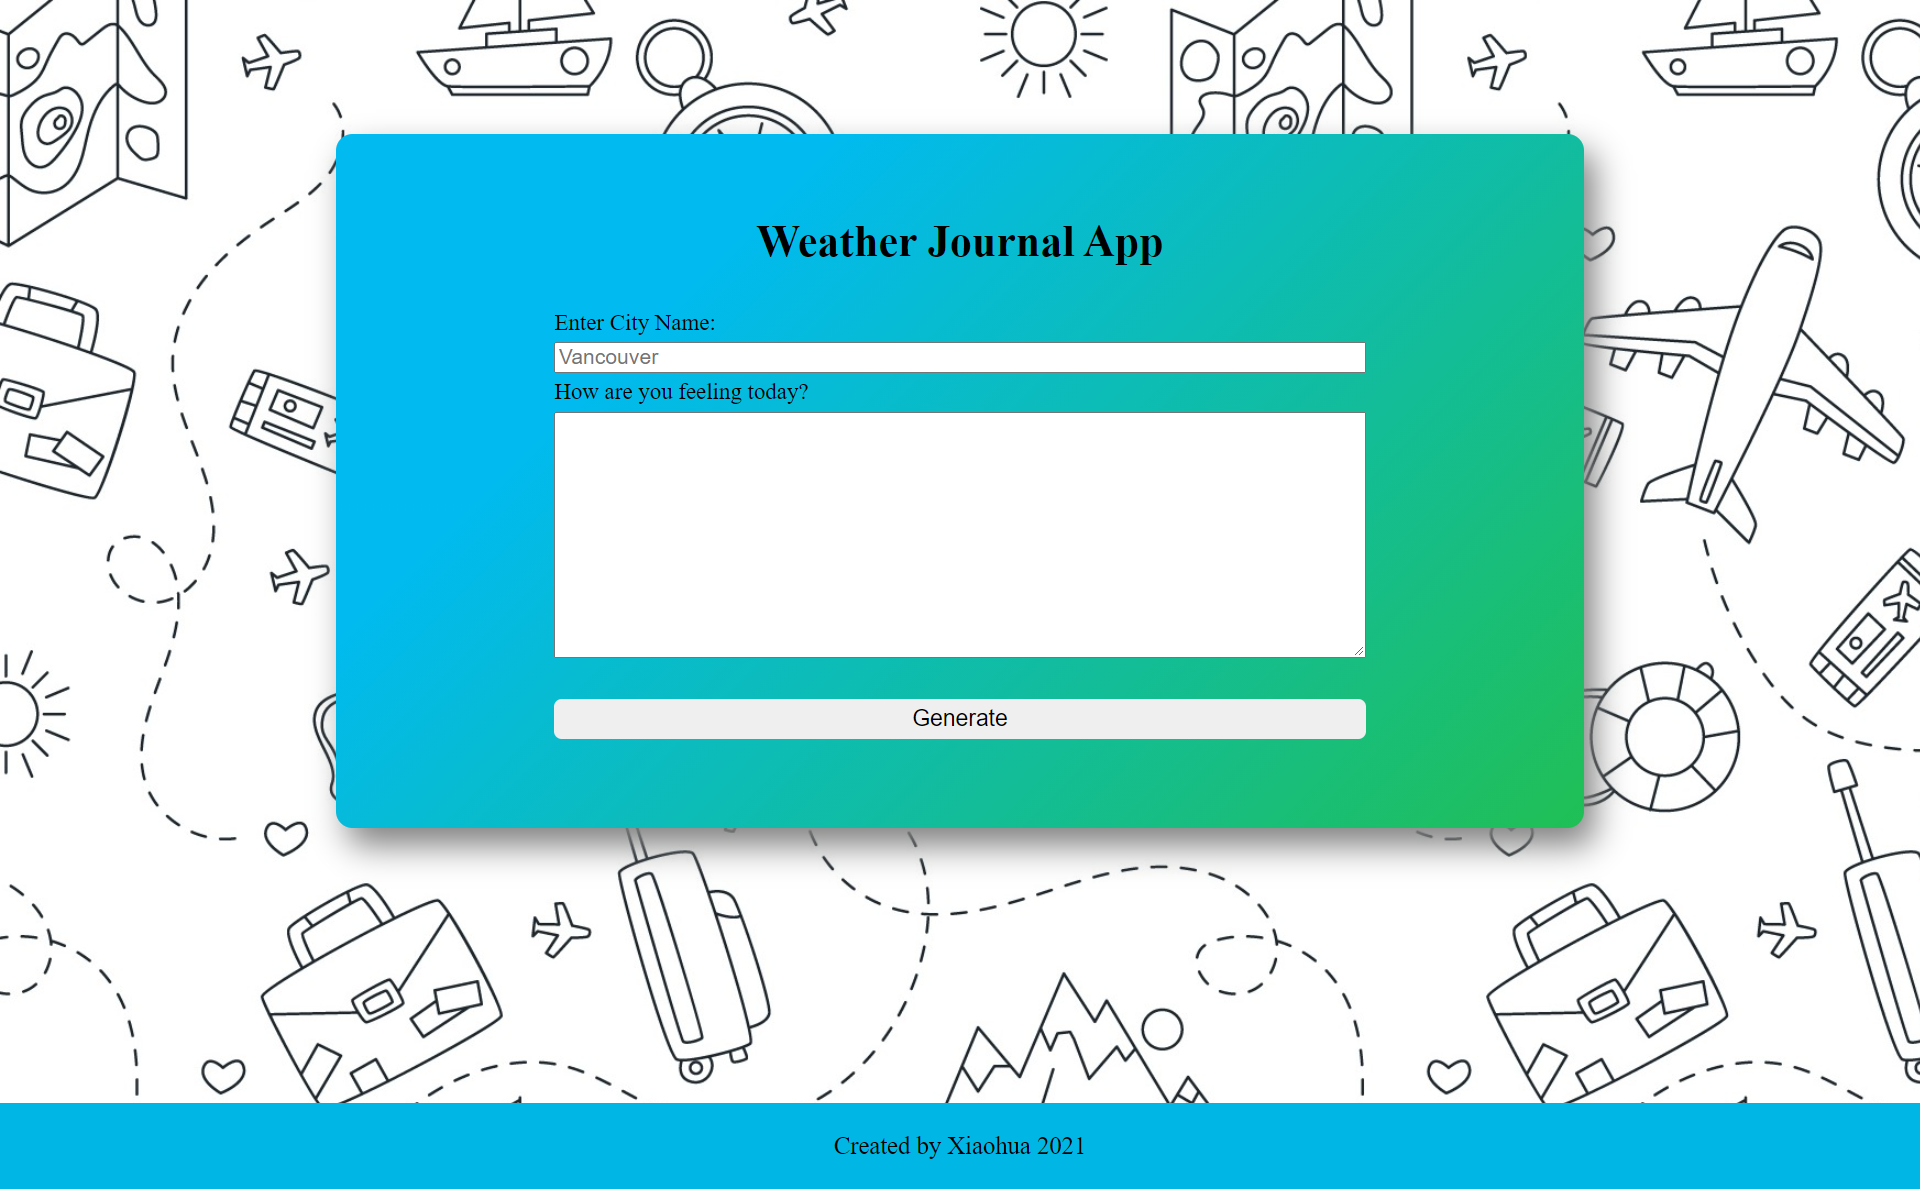 Weather Journal App
Enter City Name:
Vancouver
How are you feeling today?
Generate
Created by Xiaohua 2021